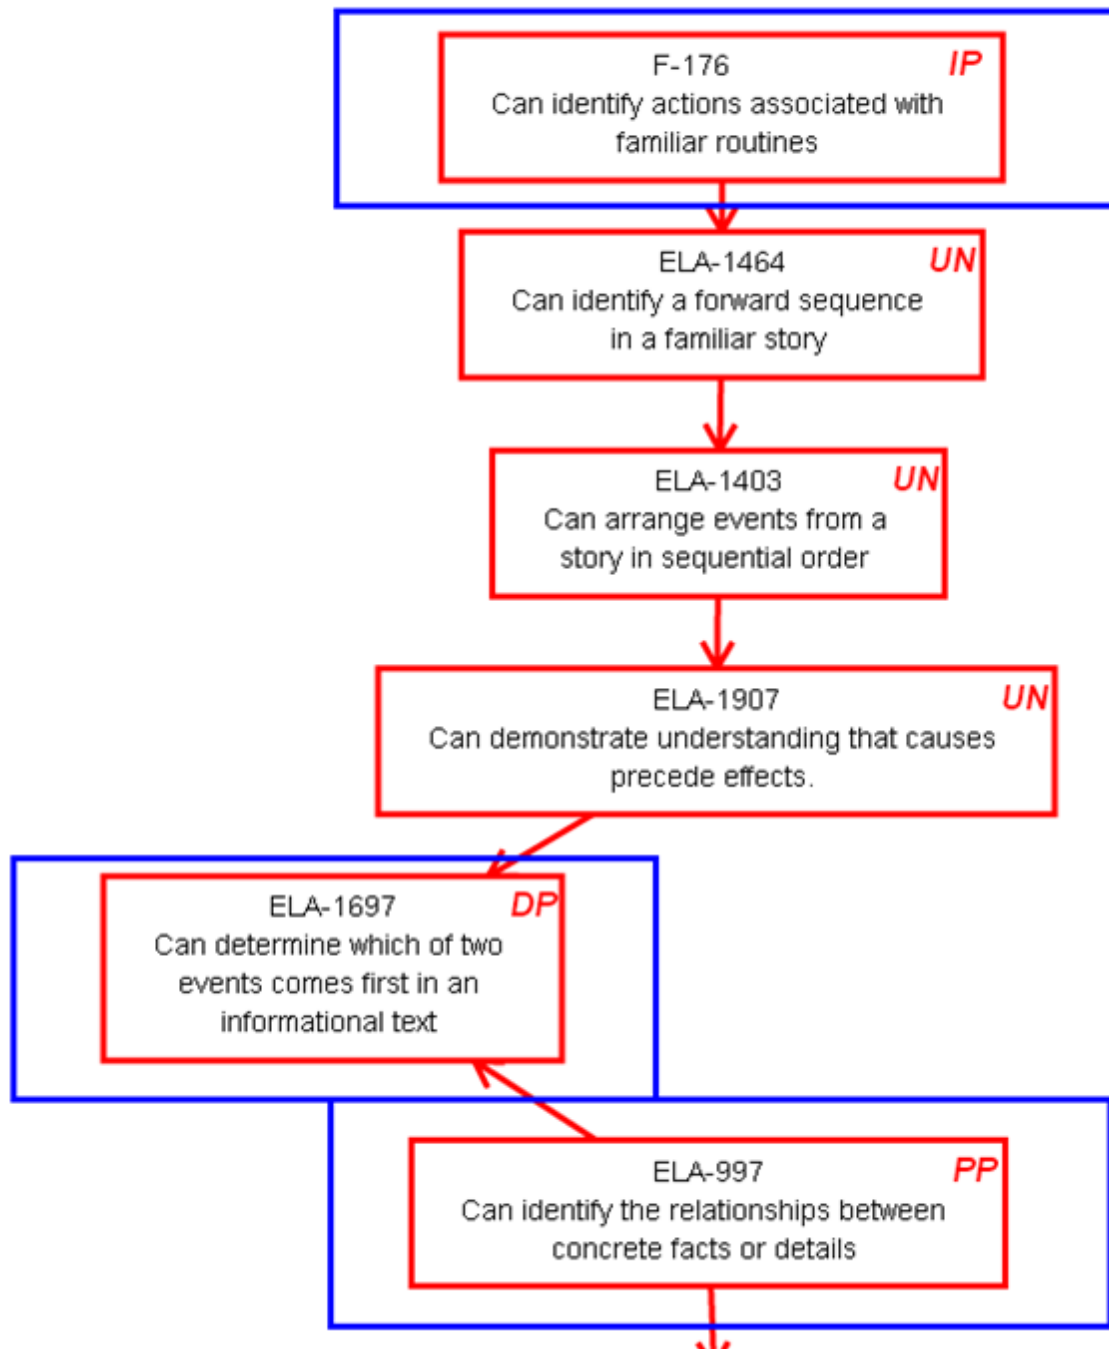 F-176 IP
Can identify actions associated with
familiar routines
ELA-1464 UN
Can identify a forward sequence
in a familiar story
ELA-1403 UN
Can arrange events from a
story in sequential order
ELA-1907 UN
Can demonstrate understanding that causes
precede effects.
ELA-1697 DP
Can determine which of two
events comes first in an
informational text
ELA-997 PP
Can identify the relationships between
concrete facts or details